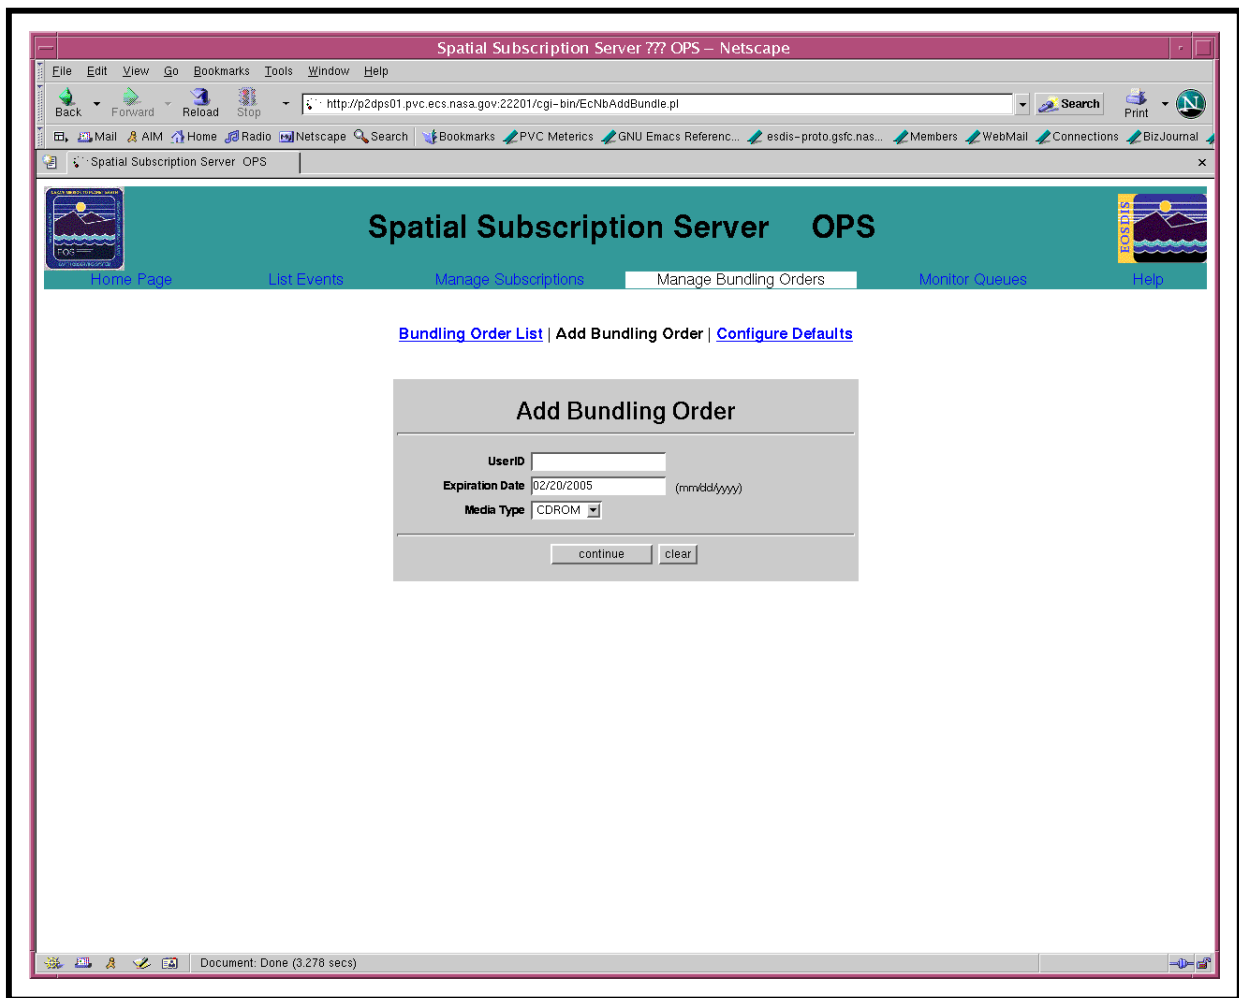 Spatial Subscription Server ??? OPS – Netscape
File Edit View Go Bookmarks Tools Window Help
Back Forward Reload Stop http://p2dps01.pvc.ecs.nasa.gov:22201/cgi-bin/EcNbAddBundle.pl Search Print N
Mail AIM Home Radio Netscape Search Bookmarks PVC Meterics GNU Emacs Referenc... esdis-proto.gsfc.nas... Members WebMail Connections BizJournal
Spatial Subscription Server OPS
EOS
Spatial Subscription Server OPS
EOSDIS
Home Page List Events Manage Subscriptions Manage Bundling Orders Monitor Queues Help
Bundling Order List | Add Bundling Order | Configure Defaults
Add Bundling Order
UserID
Expiration Date 02/20/2005 (mm/dd/yyyy)
Media Type CDROM
continue clear
Document: Done (3.278 secs)